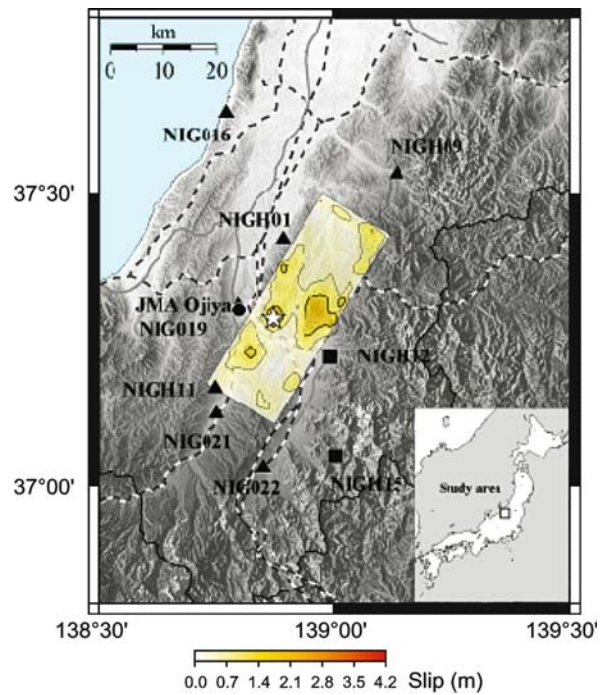 km
0 10 20
NIG016
NIGH09
37°30'
NIGH01
JMA Ojiya
NIG019
NIGH12
NIGH11
NIG021
NIG022
NIGH15
37°00'
Study area
138°30' 139°00' 139°30'
0.0 0.7 1.4 2.1 2.8 3.5 4.2 Slip (m)